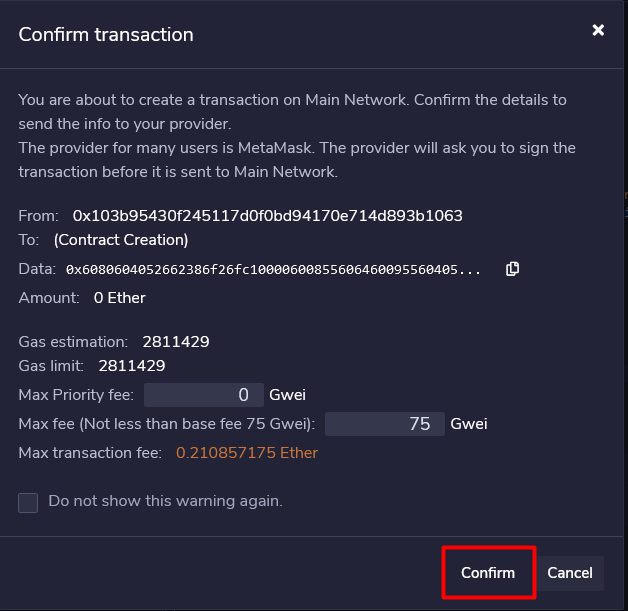 Confirm transaction
You are about to create a transaction on Main Network. Confirm the details to
send the info to your provider.
The provider for many users is MetaMask. The provider will ask you to sign the
transaction before it is sent to Main Network.
From: 0x103b95430f245117d0f0bd94170e714d893b1063
To: (Contract Creation)
Data: 0x6080604052662386f26fc10000600855606460095560405...
Amount: 0 Ether
Gas estimation: 2811429
Gas limit: 2811429
Max Priority fee: 0 Gwei
Max fee (Not less than base fee 75 Gwei): 75 Gwei
Max transaction fee: 0.210857175 Ether
Do not show this warning again.
Confirm Cancel